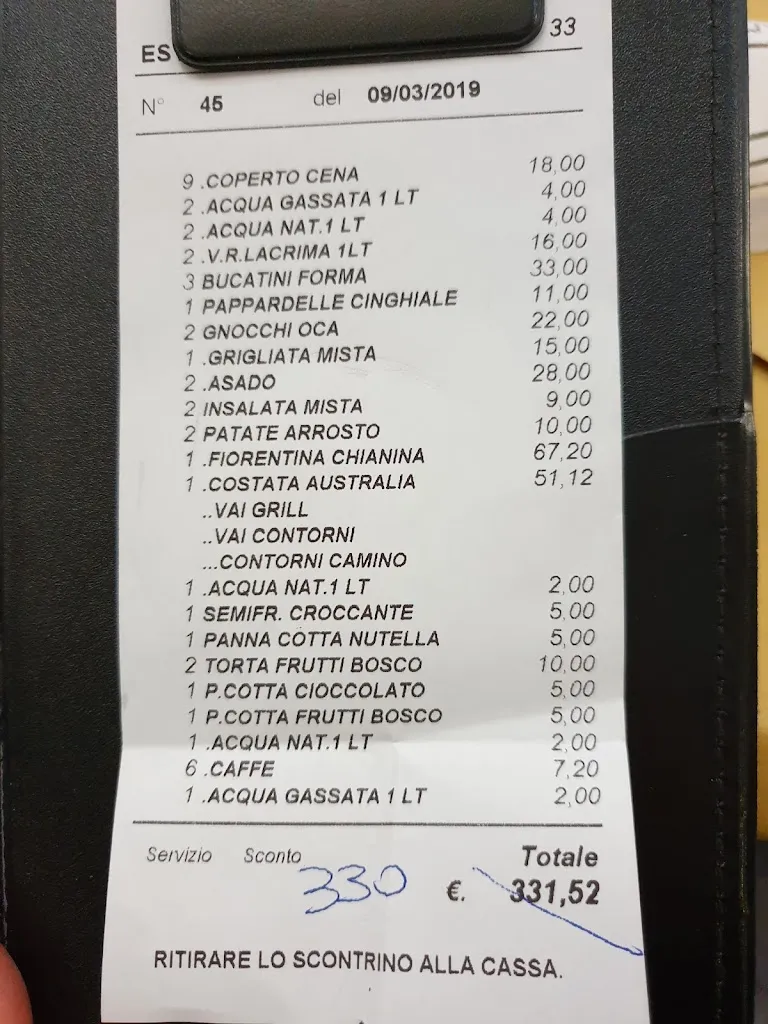 33
ES
N° 45 del 09/03/2019
9 .COPERTO CENA 18,00
2 .ACQUA GASSATA 1 LT 4,00
2 .ACQUA NAT.1 LT 4,00
2 .V.R.LACRIMA 1LT 16,00
3 BUCATINI FORMA 33,00
1 PAPPARDELLE CINGHIALE 11,00
2 GNOCCHI OCA 22,00
1 .GRIGLIATA MISTA 15,00
2 .ASADO 28,00
2 INSALATA MISTA 9,00
2 PATATE ARROSTO 10,00
1 .FIORENTINA CHIANINA 67,20
1 .COSTATA AUSTRALIA 51,12
..VAI GRILL
..VAI CONTORNI
...CONTORNI CAMINO
1 .ACQUA NAT.1 LT 2,00
1 SEMIFR. CROCCANTE 5,00
1 PANNA COTTA NUTELLA 5,00
2 TORTA FRUTTI BOSCO 10,00
1 P.COTTA CIOCCOLATO 5,00
1 P.COTTA FRUTTI BOSCO 5,00
1 .ACQUA NAT.1 LT 2,00
6 .CAFFE 7,20
1 .ACQUA GASSATA 1 LT 2,00
Servizio Sconto Totale
330 €. 331,52
RITIRARE LO SCONTRINO ALLA CASSA.